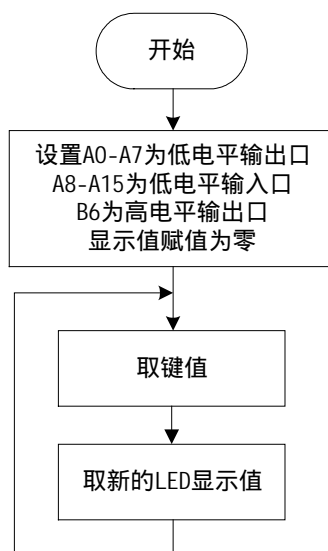 开始
设置A0-A7为低电平输出口
A8-A15为低电平输入口
B6为高电平输出口
显示值赋值为零
取键值
取新的LED显示值